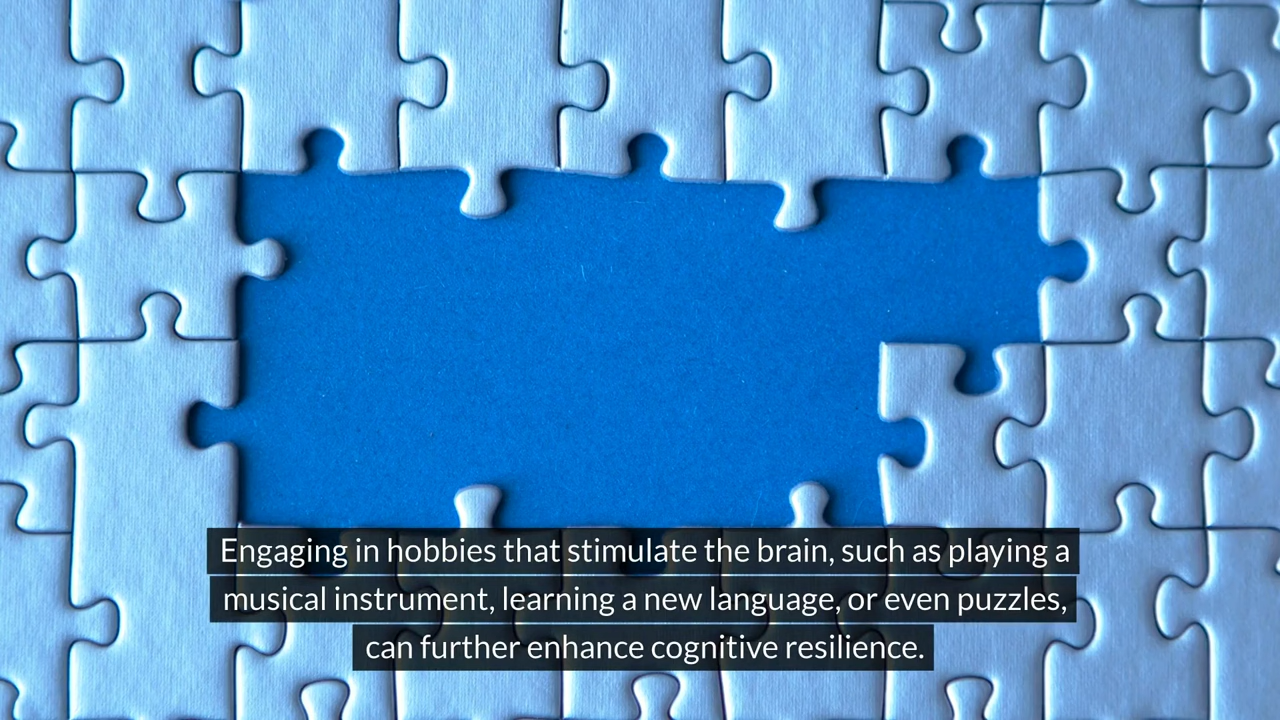 Engaging in hobbies that stimulate the brain, such as playing a
musical instrument, learning a new language, or even puzzles,
can further enhance cognitive resilience.